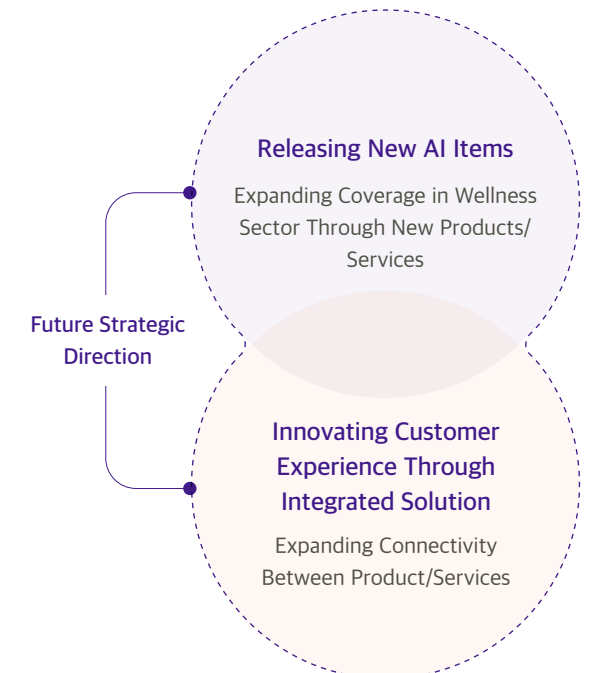 Releasing New AI Items
Expanding Coverage in Wellness
Sector Through New Products/
Services
Future Strategic
Direction
Innovating Customer
Experience Through
Integrated Solution
Expanding Connectivity
Between Product/Services